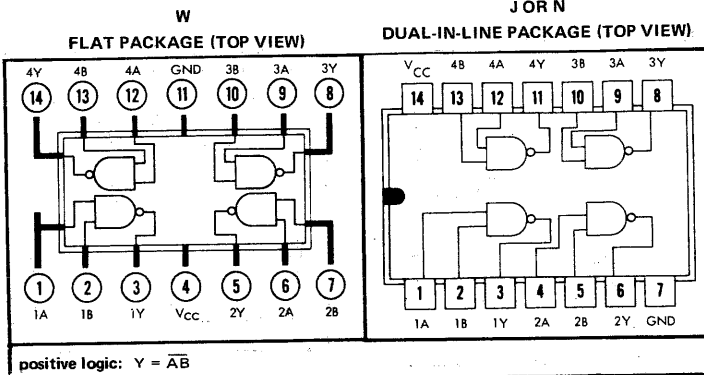 W
FLAT PACKAGE (TOP VIEW)
4Y 4B 4A GND 3B 3A 3Y
14 13 12 11 10 9 8
1 2 3 4 5 6 7
1A 1B 1Y VCC 2Y 2A 2B
J OR N
DUAL-IN-LINE PACKAGE (TOP VIEW)
VCC 4B 4A 4Y 3B 3A 3Y
14 13 12 11 10 9 8
1 2 3 4 5 6 7
1A 1B 1Y 2A 2B 2Y GND
positive logic: Y = A̅B̅